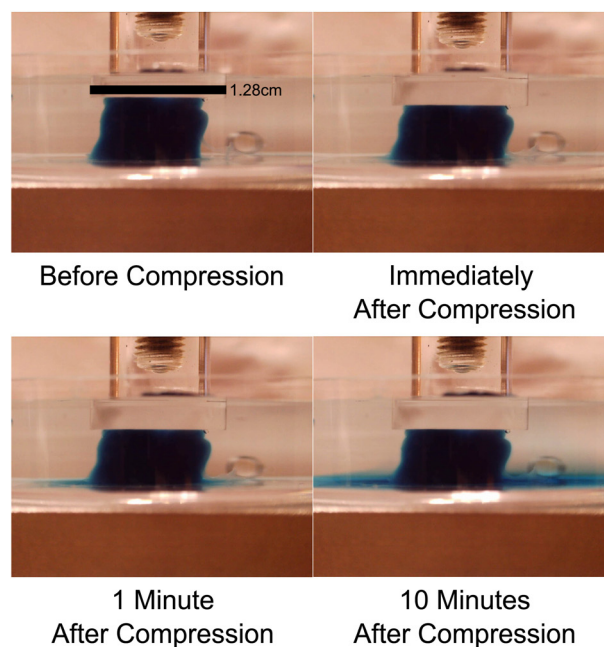 1.28cm
Before Compression
Immediately
After Compression
1 Minute
After Compression
10 Minutes
After Compression